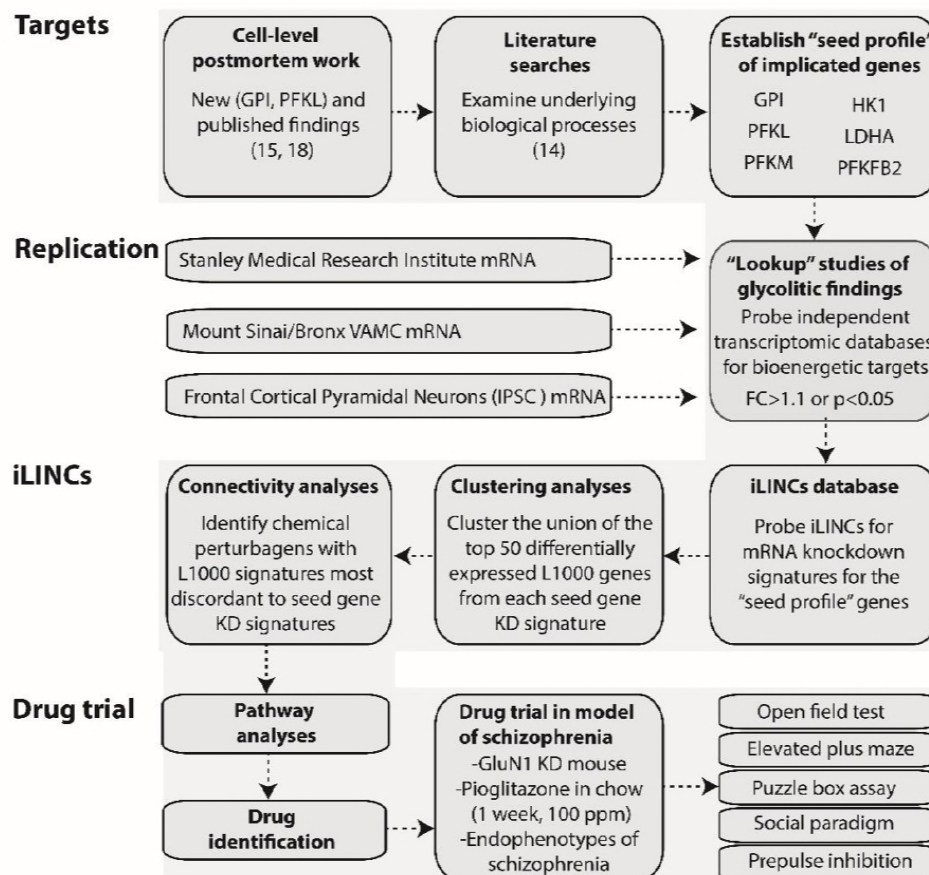 Targets
Cell-level
postmortem work
New (GPI, PFKL) and
published findings
(15, 18)
Literature
searches
Examine underlying
biological processes
(14)
Establish “seed profile”
of implicated genes
GPI
HK1
PFKL
LDHA
PFKM
PFKFB2
Replication
Stanley Medical Research Institute mRNA
Mount Sinai/Bronx VAMC mRNA
Frontal Cortical Pyramidal Neurons (IPSC ) mRNA
“Lookup” studies of
glycolitic findings
Probe independent
transcriptomic databases
for bioenergetic targets
FC>1.1 or p<0.05
iLINCs
Connectivity analyses
Identify chemical
perturbagens with
L1000 signatures most
discordant to seed gene
KD signatures
Clustering analyses
Cluster the union of the
top 50 differentially
expressed L1000 genes
from each seed gene
KD signature
iLINCs database
Probe iLINCs for
mRNA knockdown
signatures for the
“seed profile” genes
Drug trial
Pathway
analyses
Drug
identification
Drug trial in model
of schizophrenia
-GluN1 KD mouse
-Pioglitazone in chow
(1 week, 100 ppm)
-Endophenotypes of
schizophrenia
Open field test
Elevated plus maze
Puzzle box assay
Social paradigm
Prepulse inhibition